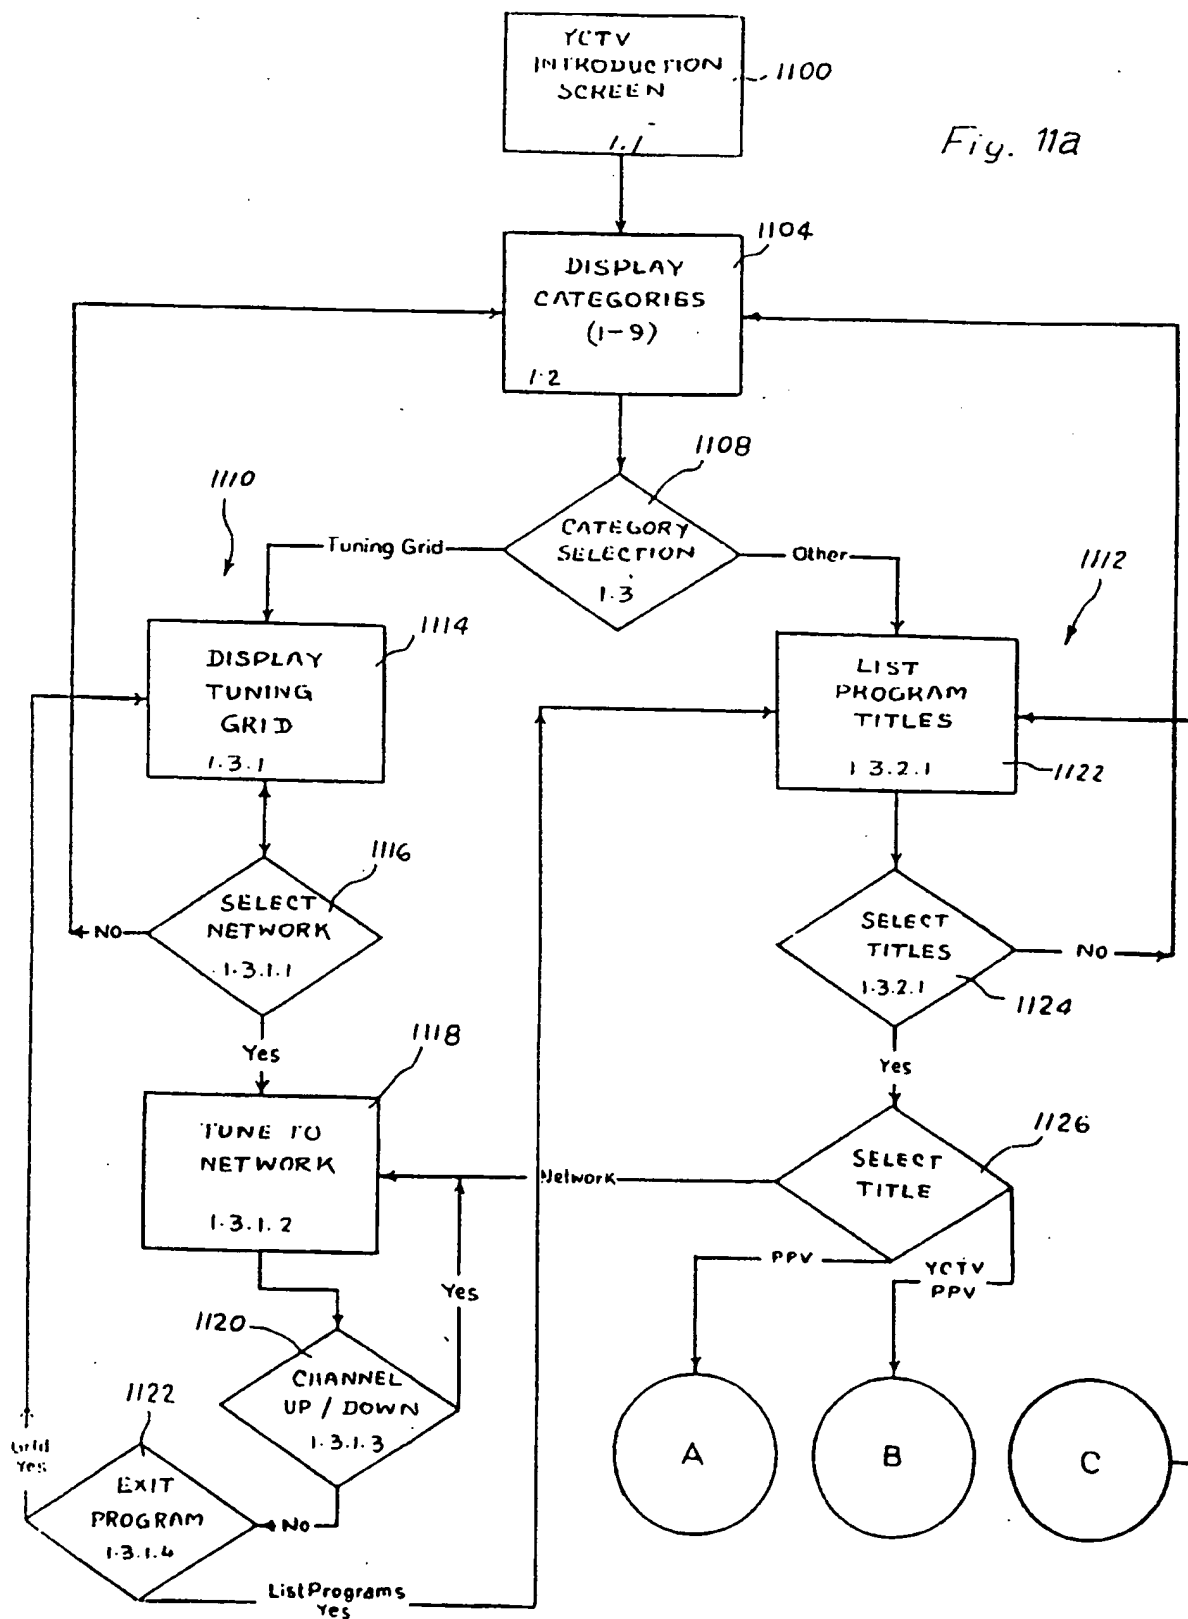 YCTV
INTRODUCTION
SCREEN
1.1
1100
Fig. 11a
1104
DISPLAY
CATEGORIES
(1-9)
1.2
1108
1110
CATEGORY
SELECTION
1.3
Tuning Grid
Other
1112
1114
DISPLAY
TUNING
GRID
1.3.1
LIST
PROGRAM
TITLES
1.3.2.1
1122
1116
SELECT
NETWORK
1.3.1.1
NO
SELECT
TITLES
1.3.2.1
NO
1124
Yes
Yes
1118
TUNE TO
NETWORK
1.3.1.2
1126
SELECT
TITLE
Network
PPV
YCTV
PPV
Yes
1120
CHANNEL
UP / DOWN
1.3.1.3
1122
Grid
Yes
EXIT
PROGRAM
1.3.1.4
No
List Programs
Yes
A
B
C